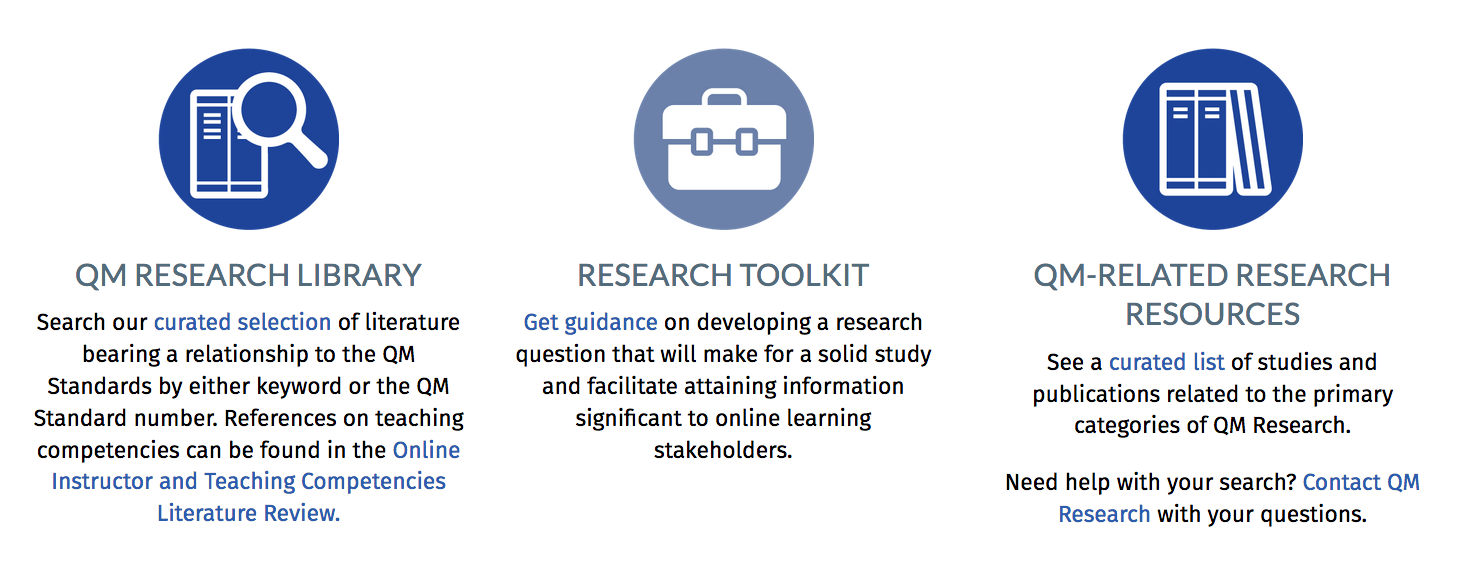 QM RESEARCH LIBRARY
Search our curated selection of literature
bearing a relationship to the QM
Standards by either keyword or the QM
Standard number. References on teaching
competencies can be found in the Online
Instructor and Teaching Competencies
Literature Review.
RESEARCH TOOLKIT
Get guidance on developing a research
question that will make for a solid study
and facilitate attaining information
significant to online learning
stakeholders.
QM-RELATED RESEARCH
RESOURCES
See a curated list of studies and
publications related to the primary
categories of QM Research.
Need help with your search? Contact QM
Research with your questions.